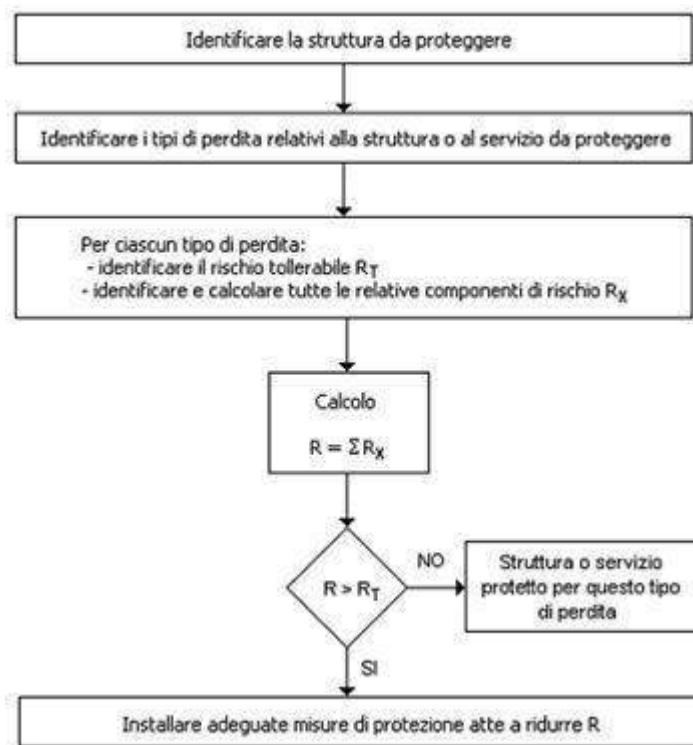 Identificare la struttura da proteggere
Identificare i tipi di perdita relativi alla struttura o al servizio da proteggere
Per ciascun tipo di perdita:
- identificare il rischio tollerabile RT
- identificare e calcolare tutte le relative componenti di rischio RX
Calcolo
R = ΣRX
R > RT
NO
Struttura o servizio
protetto per questo tipo
di perdita
SI
Installare adeguate misure di protezione atte a ridurre R